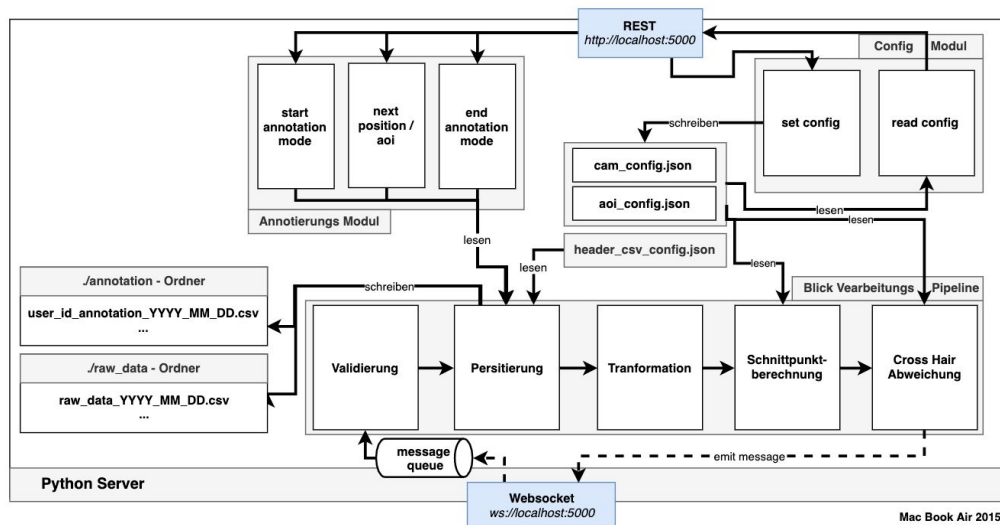 REST
http://localhost:5000
Config Modul
start
annotation
mode
next
position /
aoi
end
annotation
mode
set config
read config
schreiben
cam_config.json
aoi_config.json
lesen
lesen
Annotierungs Modul
lesen
header_csv_config.json
lesen
lesen
./annotation - Ordner
user_id_annotation_YYYY_MM_DD.csv
...
schreiben
Blick Vearbeitungs Pipeline
./raw_data - Ordner
raw_data_YYYY_MM_DD.csv
...
Validierung
Persitierung
Tranformation
Schnittpunkt-
berechnung
Cross Hair
Abweichung
message
queue
emit message
Python Server
Websocket
ws://localhost:5000
Mac Book Air 2015